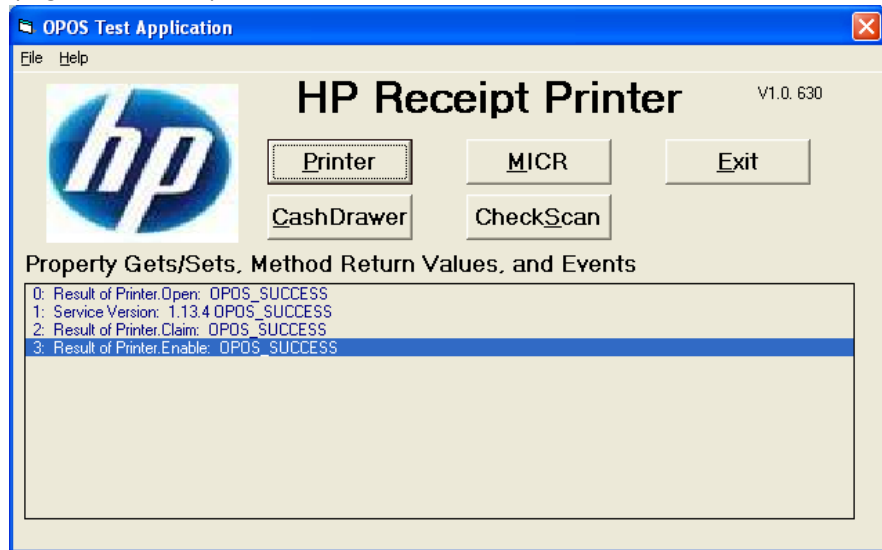 OPOS Test Application
File Help
hp
HP Receipt Printer
V1.0. 630
Printer MICR Exit
CashDrawer CheckScan
Property Gets/Sets, Method Return Values, and Events
0: Result of Printer.Open: OPOS_SUCCESS
1: Service Version: 1.13.4 OPOS_SUCCESS
2: Result of Printer.Claim: OPOS_SUCCESS
3: Result of Printer.Enable: OPOS_SUCCESS